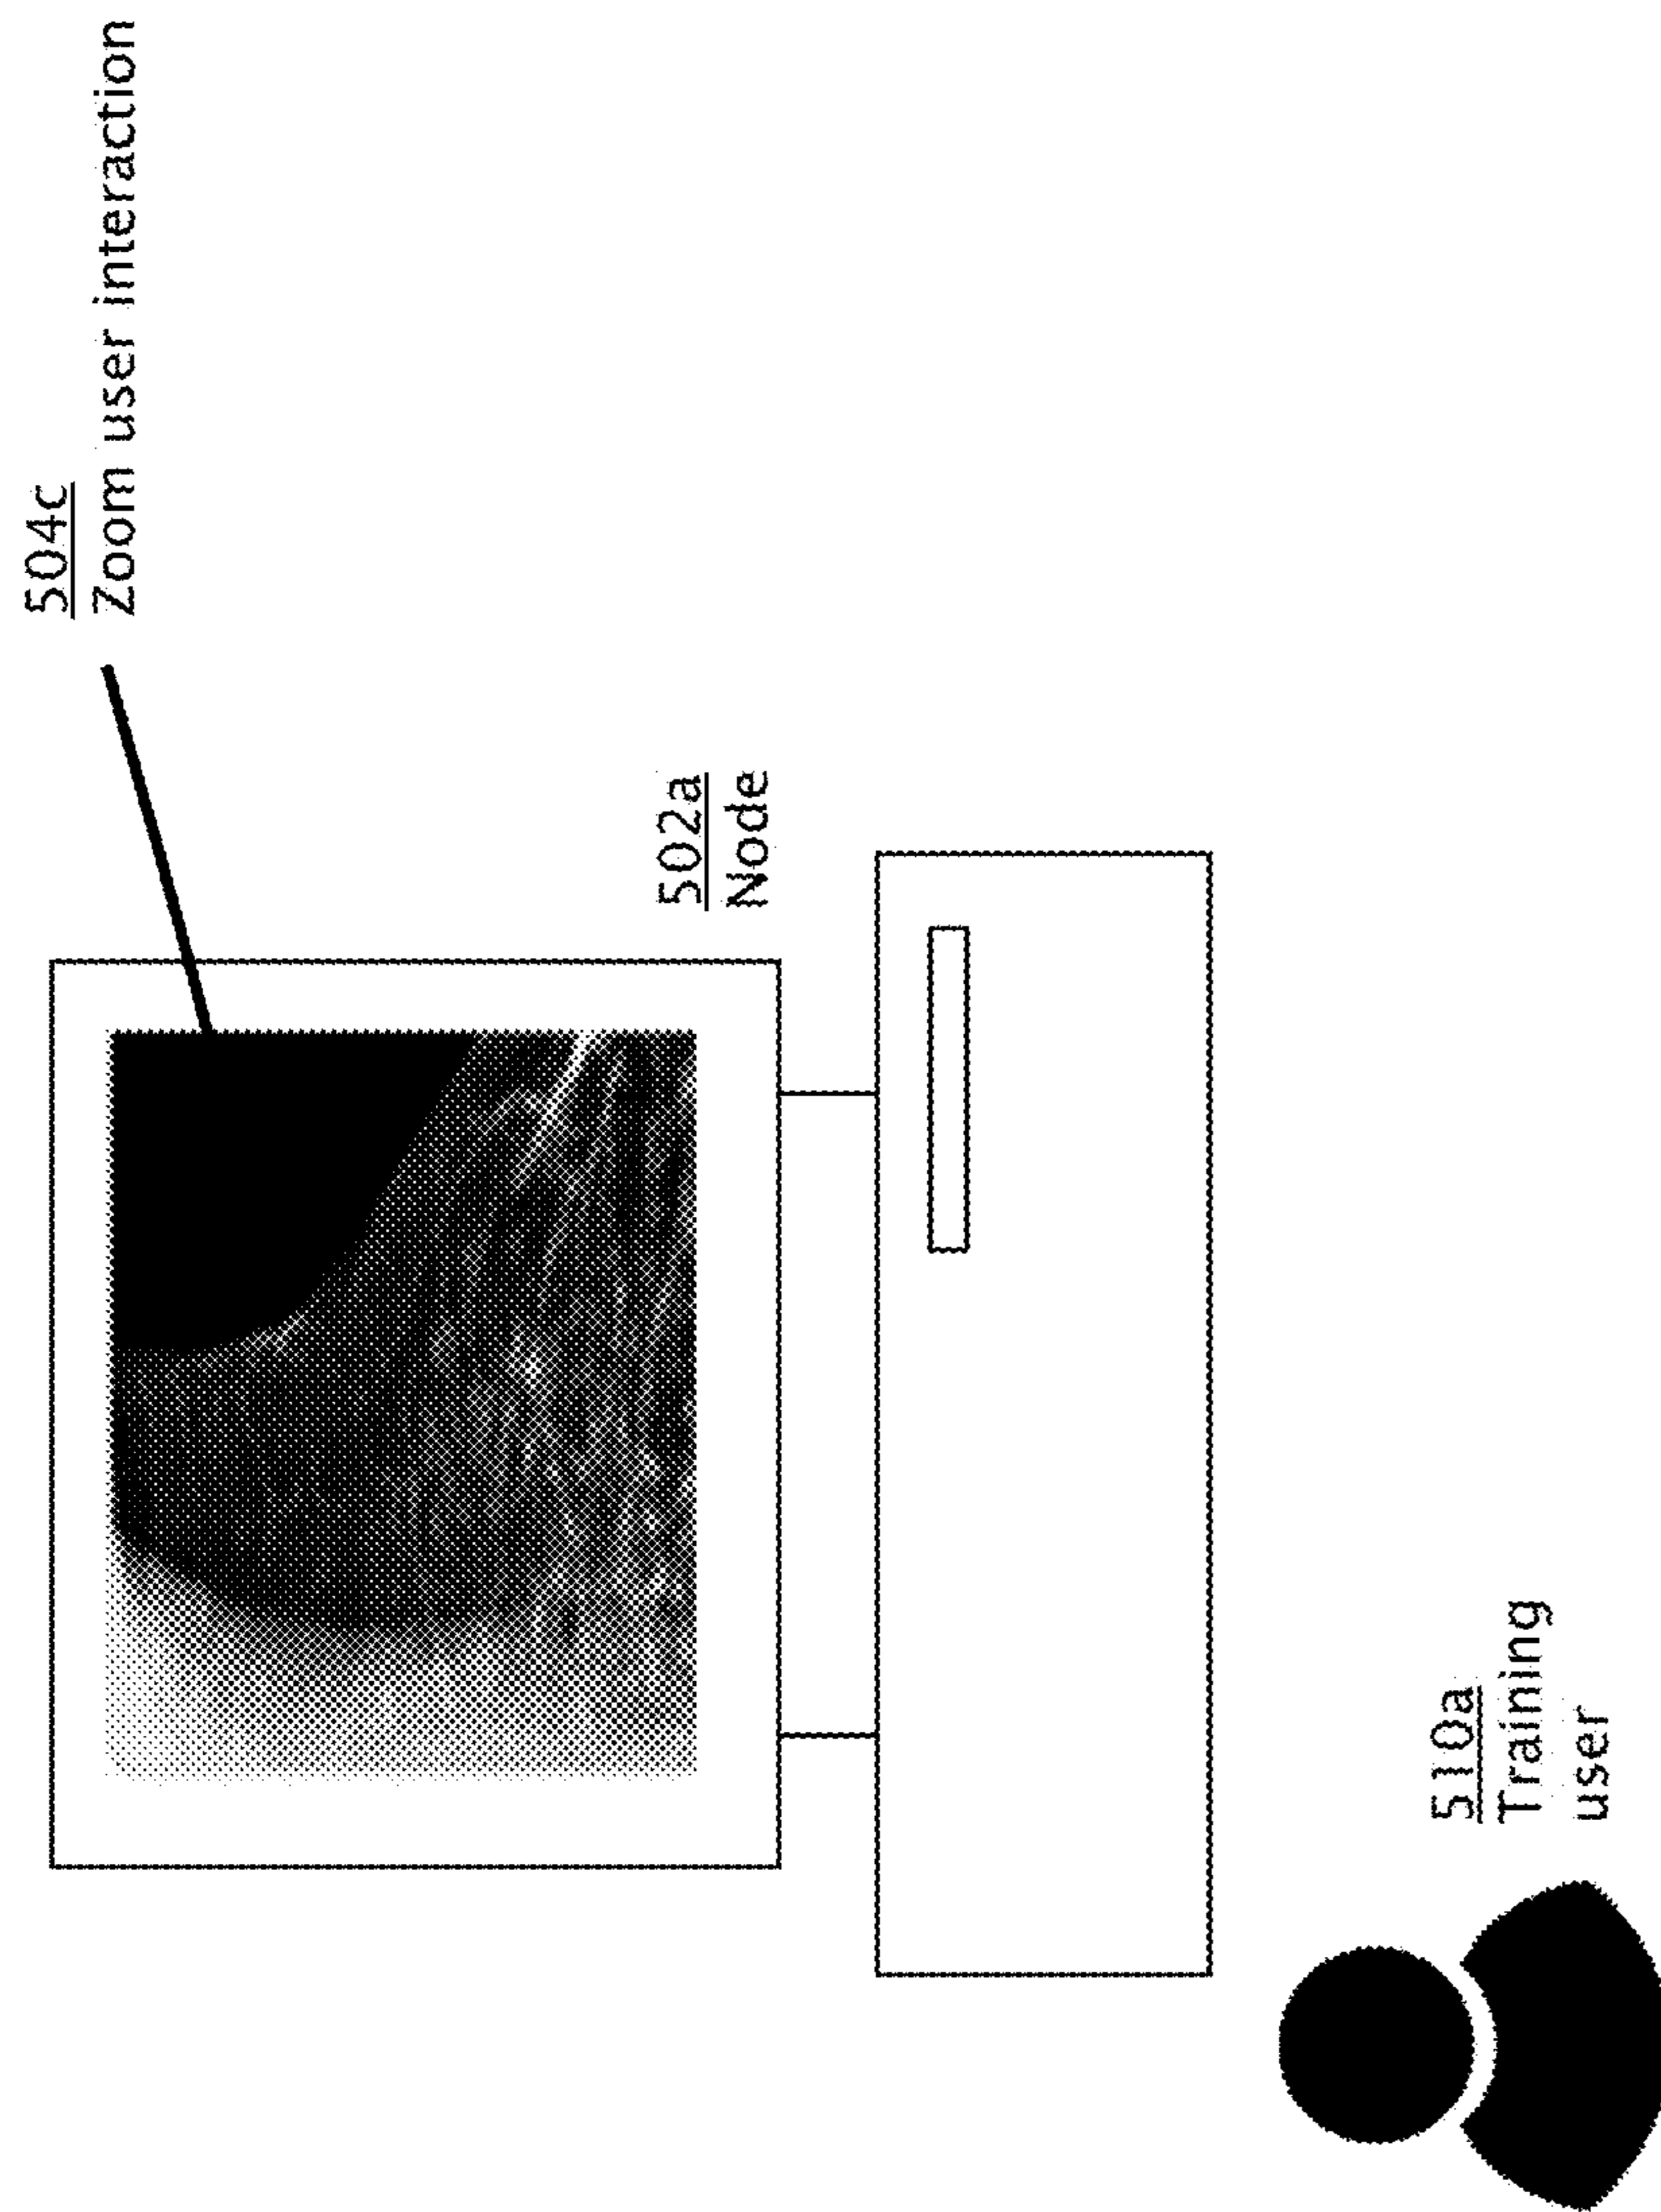 504c
Zoom user interaction
502a
Node
510a
Training
user